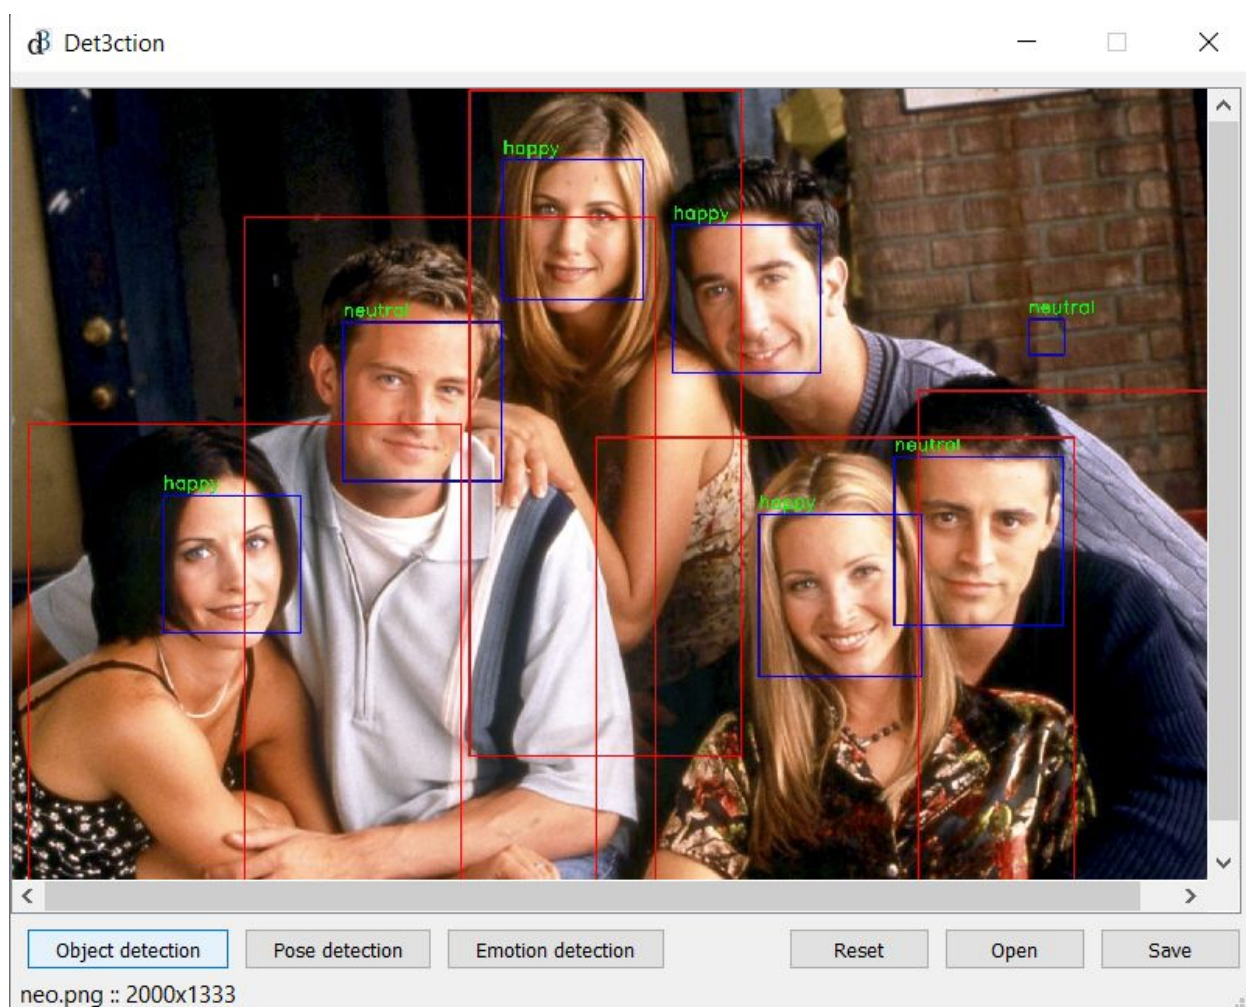 Det3ction
happy
happy
neutral
neutral
neutral
happy
happy
Object detection
Pose detection
Emotion detection
Reset
Open
Save
neo.png :: 2000x1333